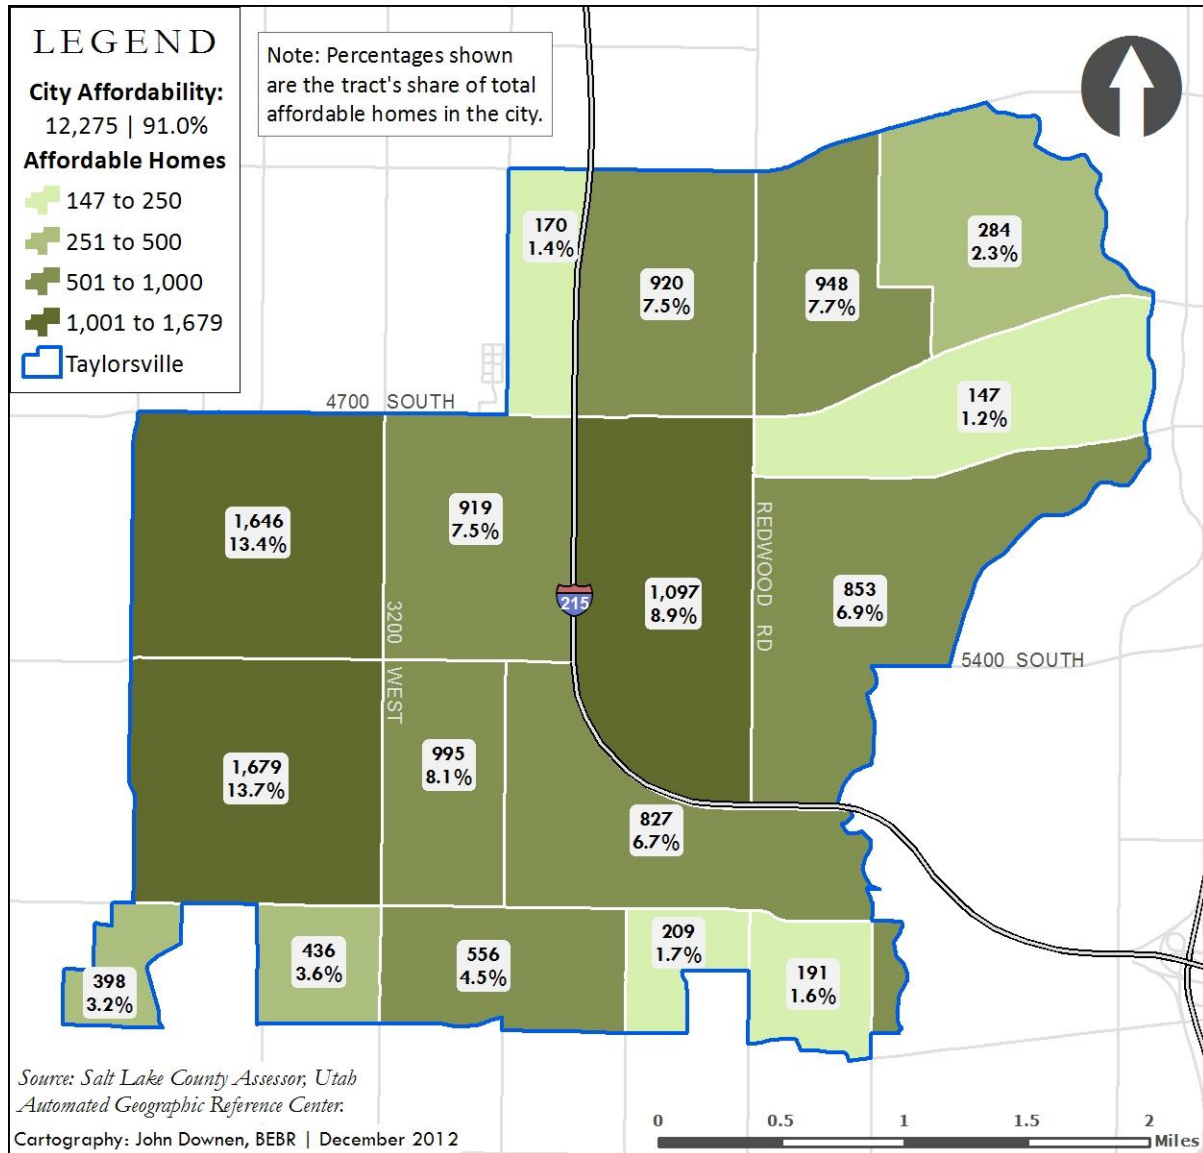 LEGEND
City Affordability:
12,275 | 91.0%
Affordable Homes
147 to 250
251 to 500
501 to 1,000
1,001 to 1,679
Taylorsville
Note: Percentages shown
are the tract's share of total
affordable homes in the city.
170
1.4%
920
7.5%
948
7.7%
284
2.3%
147
1.2%
4700 SOUTH
1,646
13.4%
919
7.5%
1,097
8.9%
853
6.9%
215
REDWOOD RD
3200 WEST
5400 SOUTH
1,679
13.7%
995
8.1%
827
6.7%
398
3.2%
436
3.6%
556
4.5%
209
1.7%
191
1.6%
Source: Salt Lake County Assessor, Utah
Automated Geographic Reference Center.
Cartography: John Downen, BEBR | December 2012
0 0.5 1 1.5 2
Miles